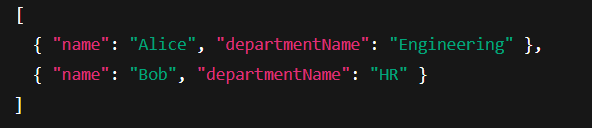 [
{ "name": "Alice", "departmentName": "Engineering" },
{ "name": "Bob", "departmentName": "HR" }
]